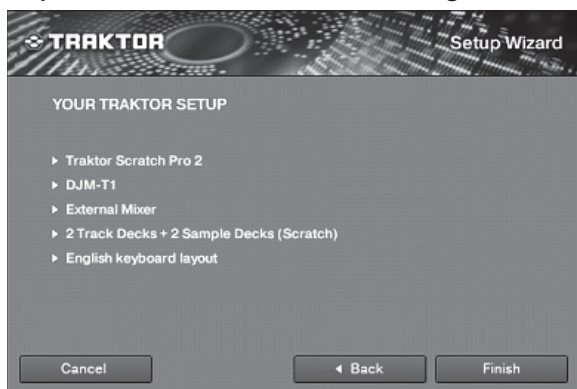 TRAKTOR
Setup Wizard
YOUR TRAKTOR SETUP
Traktor Scratch Pro 2
DJM-T1
External Mixer
2 Track Decks + 2 Sample Decks (Scratch)
English keyboard layout
Cancel
Back
Finish